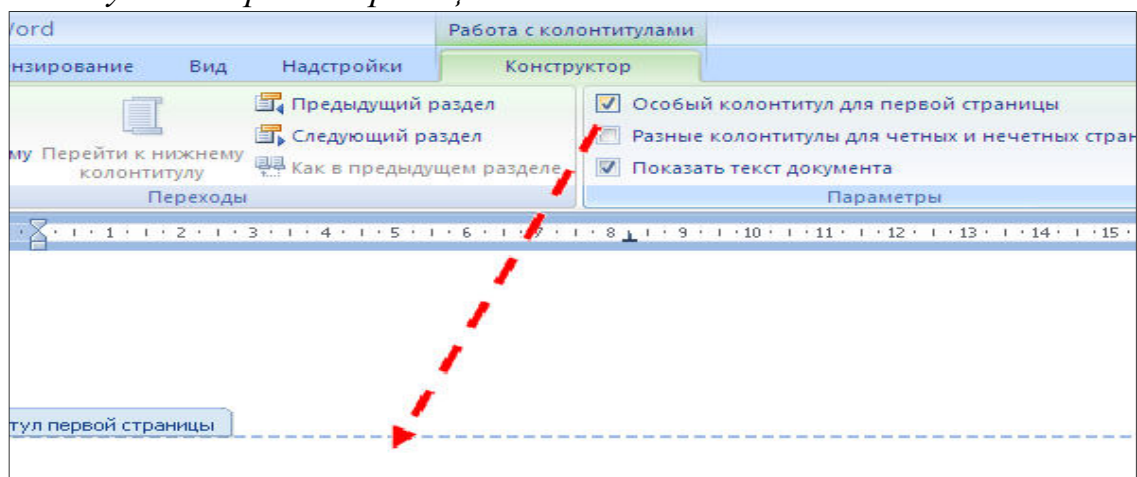 Word
Работа с колонтитулами
нзирование Вид Надстройки Конструктор
Предыдущий раздел
Следующий раздел
Как в предыдущем разделе
му Перейти к нижнему
колонтитулу
Переходы
Особый колонтитул для первой страницы
Разные колонтитулы для четных и нечетных стран
Показать текст документа
Параметры
1 2 3 4 5 6 7 8 9 10 11 12 13 14 15
тул первой страницы